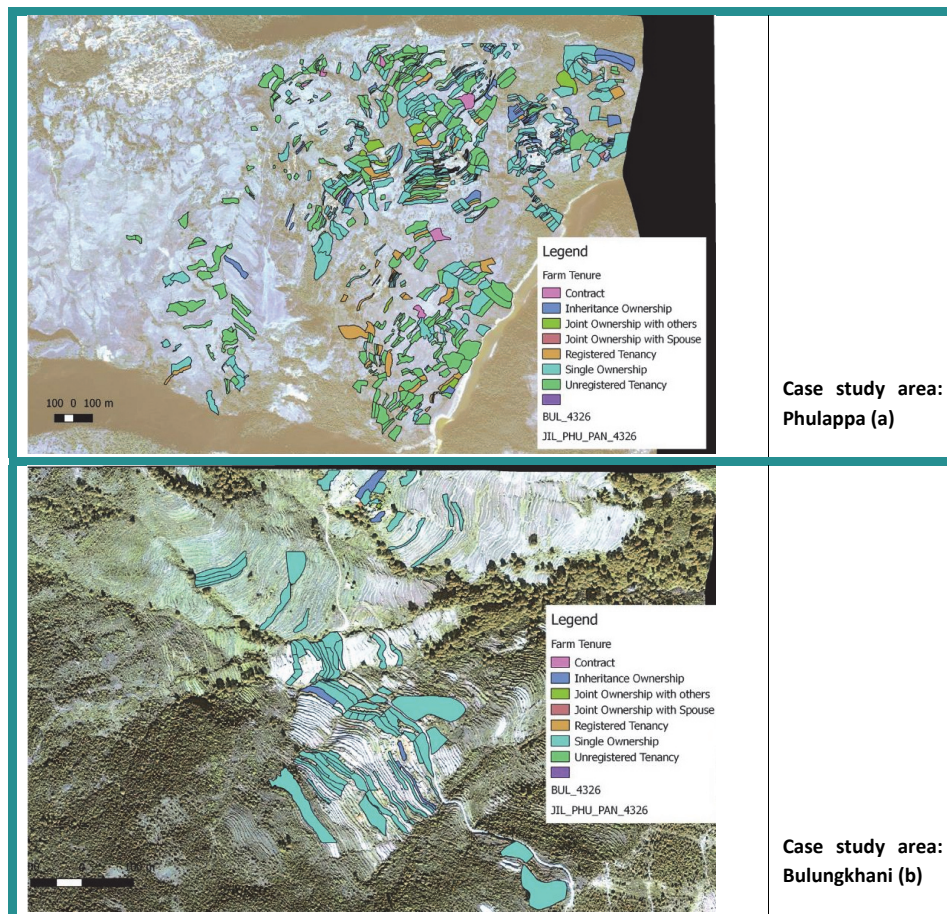 Legend
Farm Tenure
Contract
Inheritance Ownership
Joint Ownership with others
Joint Ownership with Spouse
Registered Tenancy
Single Ownership
Unregistered Tenancy
BUL_4326
JIL_PHU_PAN_4326
100 0 100 m
Case study area:
Phulappa (a)
Legend
Farm Tenure
Contract
Inheritance Ownership
Joint Ownership with others
Joint Ownership with Spouse
Registered Tenancy
Single Ownership
Unregistered Tenancy
BUL_4326
JIL_PHU_PAN_4326
Case study area:
Bulungkhani (b)